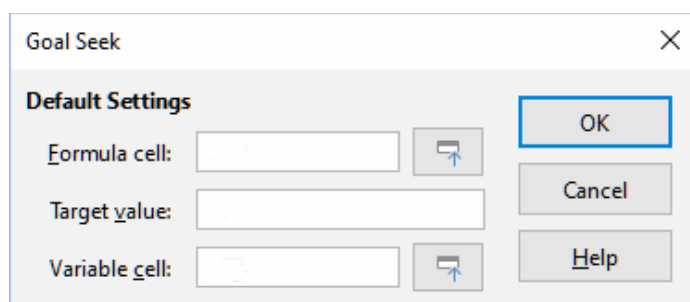 Goal Seek
Default Settings
Formula cell:
Target value:
Variable cell:
OK
Cancel
Help